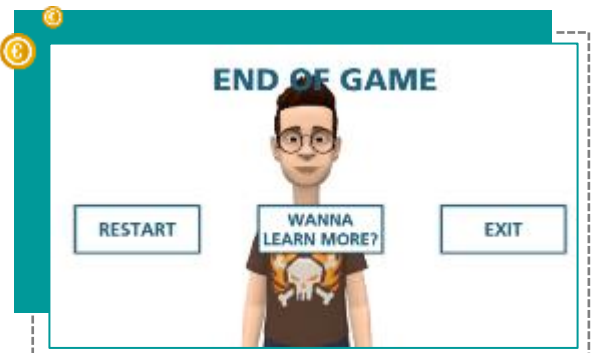 END OF GAME
RESTART
WANNA
LEARN MORE?
EXIT